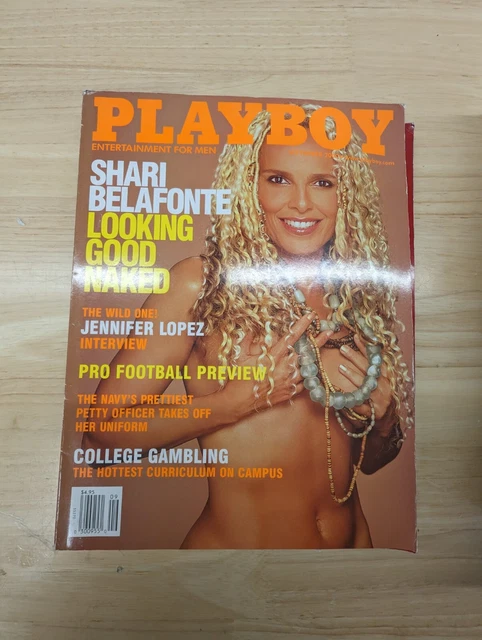 PLAYBOY
ENTERTAINMENT FOR MEN
SHARI
BELAFONTE
LOOKING
GOOD
NAKED
THE WILD ONE!
JENNIFER LOPEZ
INTERVIEW
PRO FOOTBALL PREVIEW
THE NAVY'S PRETTIEST
PETTY OFFICER TAKES OFF
HER UNIFORM
COLLEGE GAMBLING
THE HOTTEST CURRICULUM ON CAMPUS
$4.95
09